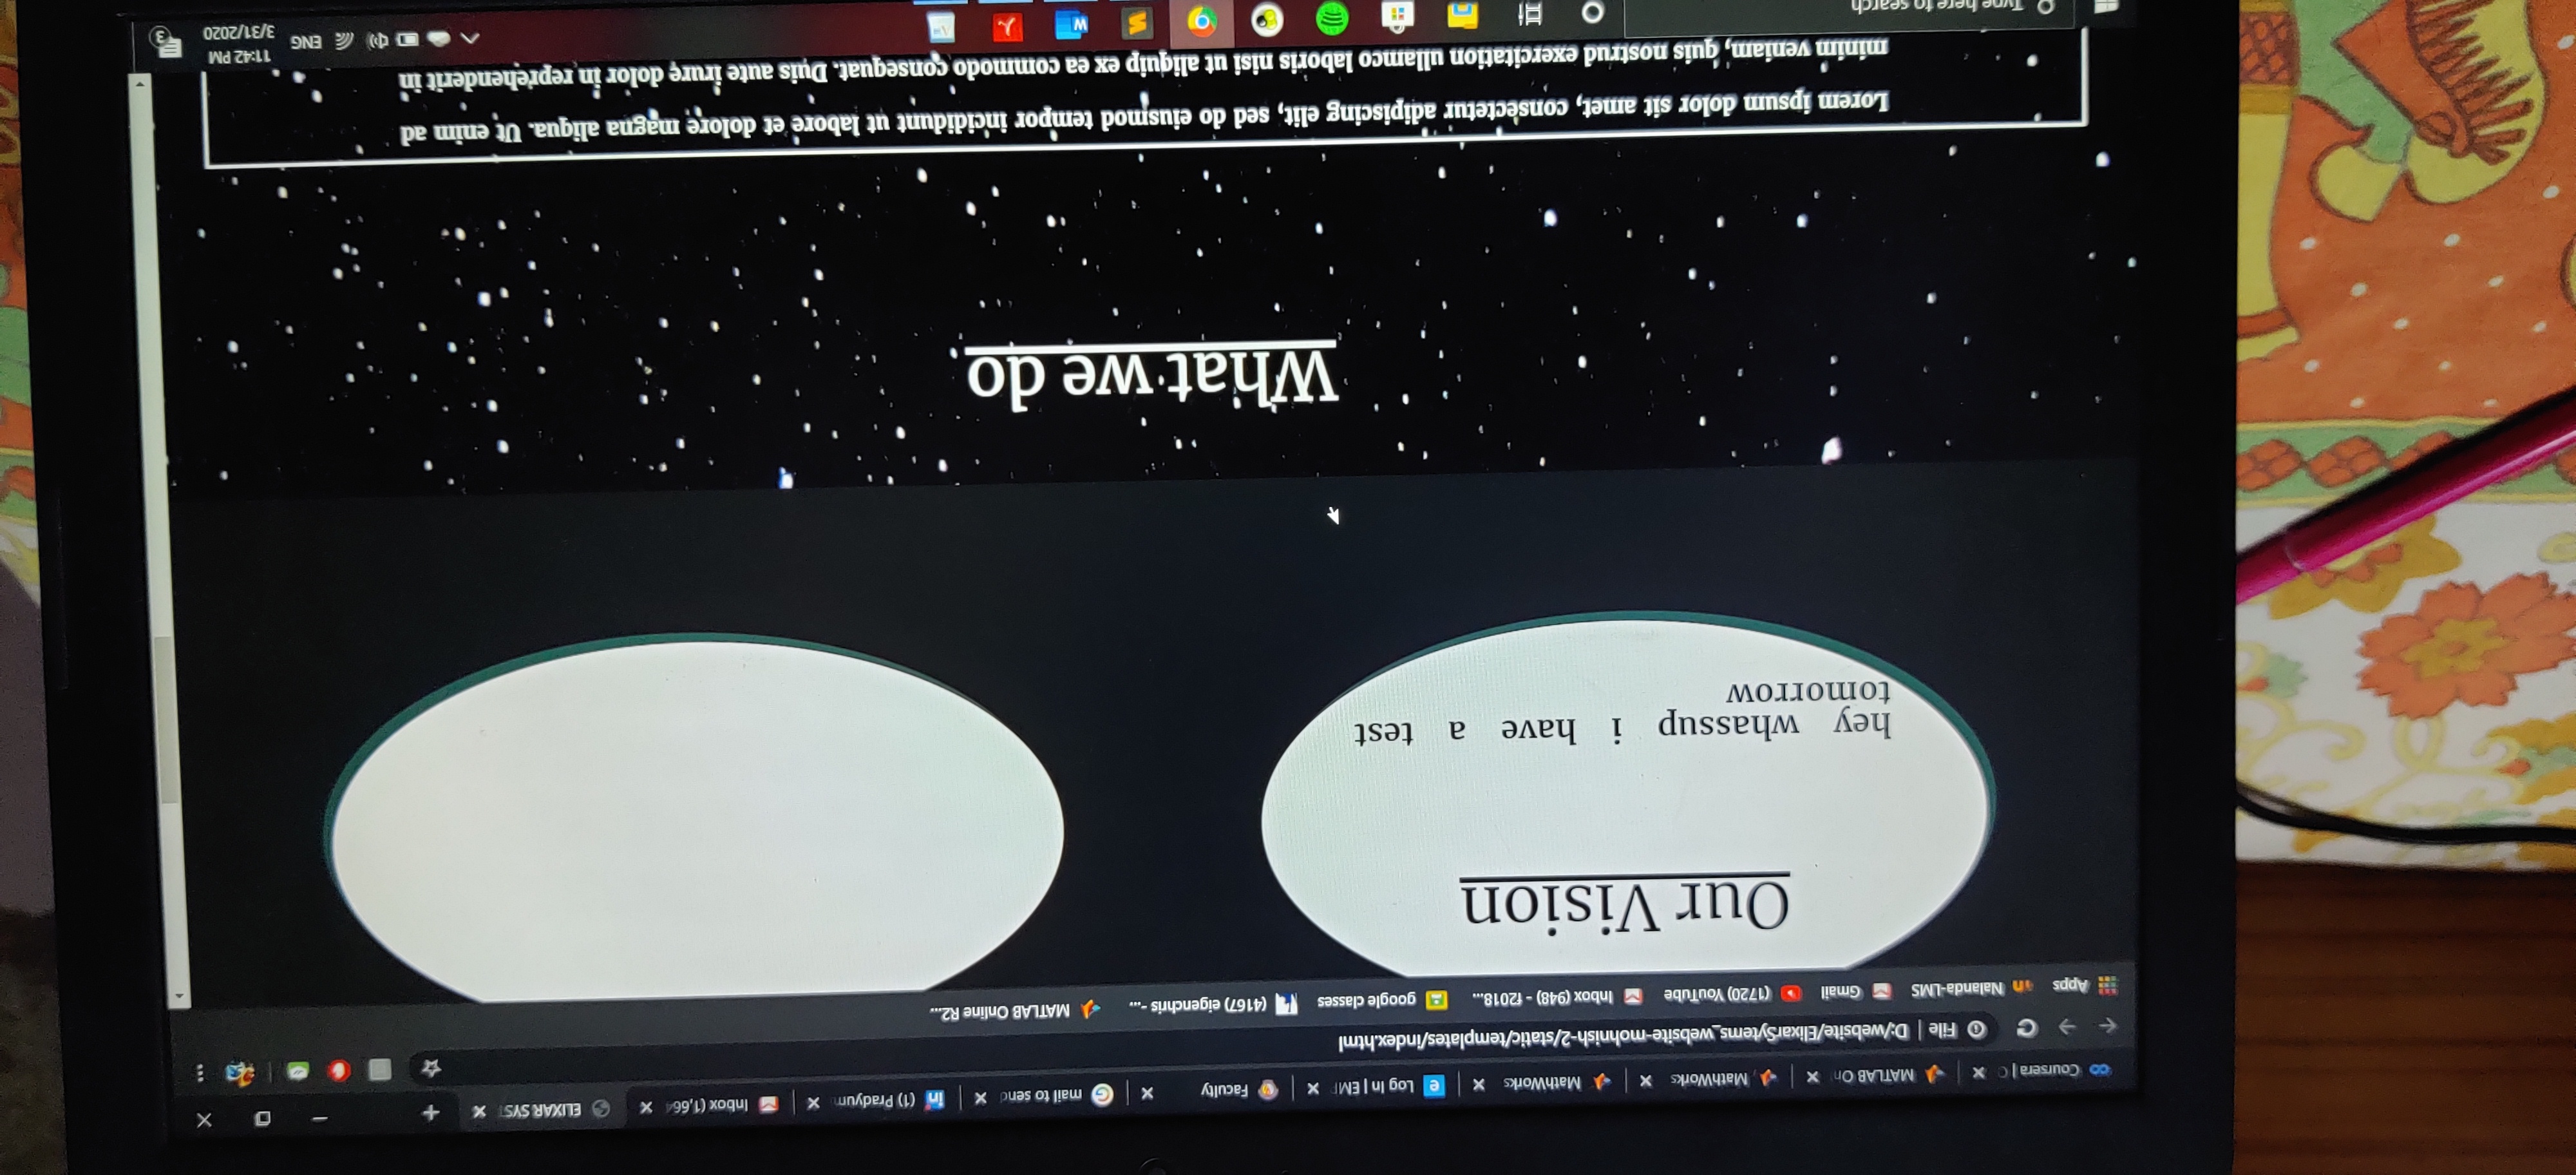 Coursera | C
MATLAB On
MathWorks
MathWorks
Log In | EMP
Faculty
mail to send
(1) Pradyum
Inbox (1,664
ELIXAR SYST
File | D:/website/ElixarSytems_website-mohnish-2/static/templates/index.html
Apps
Nalanda-LMS
Gmail
(1720) YouTube
Inbox (948) - f2018...
google classes
(4167) eigenchris -...
MATLAB Online R2...
Our Vision
hey whassup i have a test
tomorrow
What we do
Lorem ipsum dolor sit amet, consectetur adipiscing elit, sed do eiusmod tempor incididunt ut labore et dolore magna aliqua. Ut enim ad
minim veniam, quis nostrud exercitation ullamco laboris nisi ut aliquip ex ea commodo consequat. Duis aute irure dolor in reprehenderit in
Type here to search
ENG
11:42 PM
3/31/2020
3